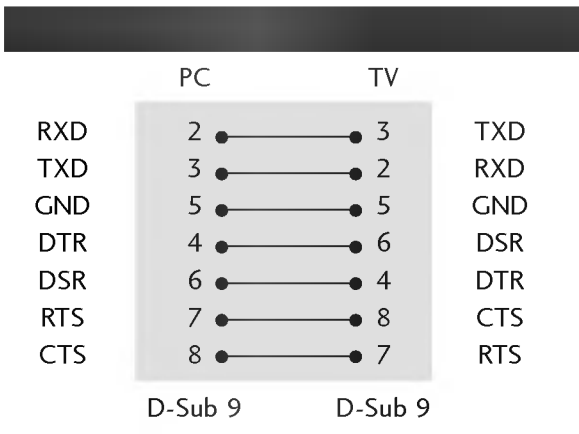 PC TV
RXD 2 3 TXD
TXD 3 2 RXD
GND 5 5 GND
DTR 4 6 DSR
DSR 6 4 DTR
RTS 7 8 CTS
CTS 8 7 RTS
D-Sub 9 D-Sub 9